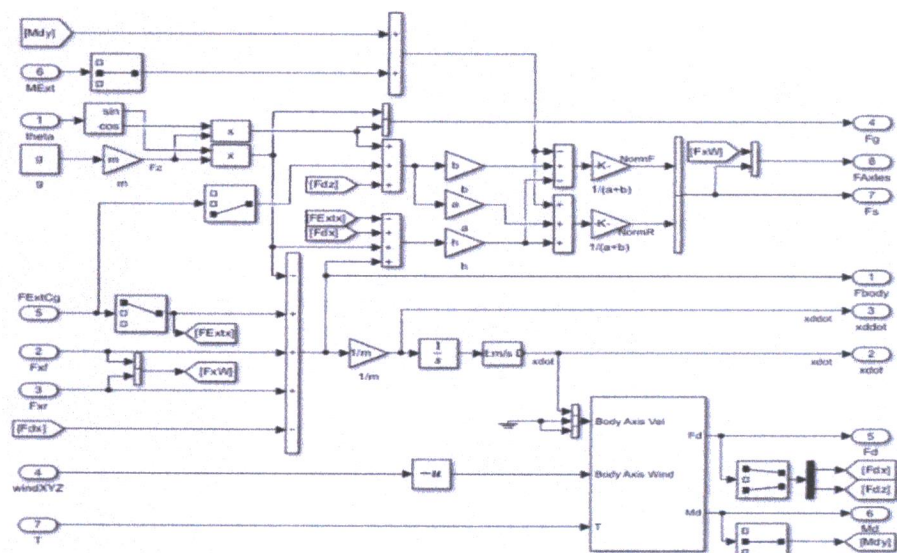 [Mdy]
6
MExt
1
theta
sin
cos
x
x
g
g
m
m
Fz
[Fdz]
[FExtx]
[Fdx]
b
b
a
a
h
h
-K-
NormF
1/(a+b)
-K-
NormR
1/(a+b)
[FxW]
4
Fg
8
FAxles
7
Fs
FExtCg
5
[FExtx]
2
Fxf
[FxW]
3
Fxr
[Fdx]
1/m
1/m
1
s
xdot
1
Fbody
xddot
3
xddot
xdot
2
xdot
Body Axis Vel
Fd
5
Fd
[Fdx]
[Fdz]
4
windXYZ
-u
Body Axis Wind
7
T
T
Md
6
Md
[Mdy]